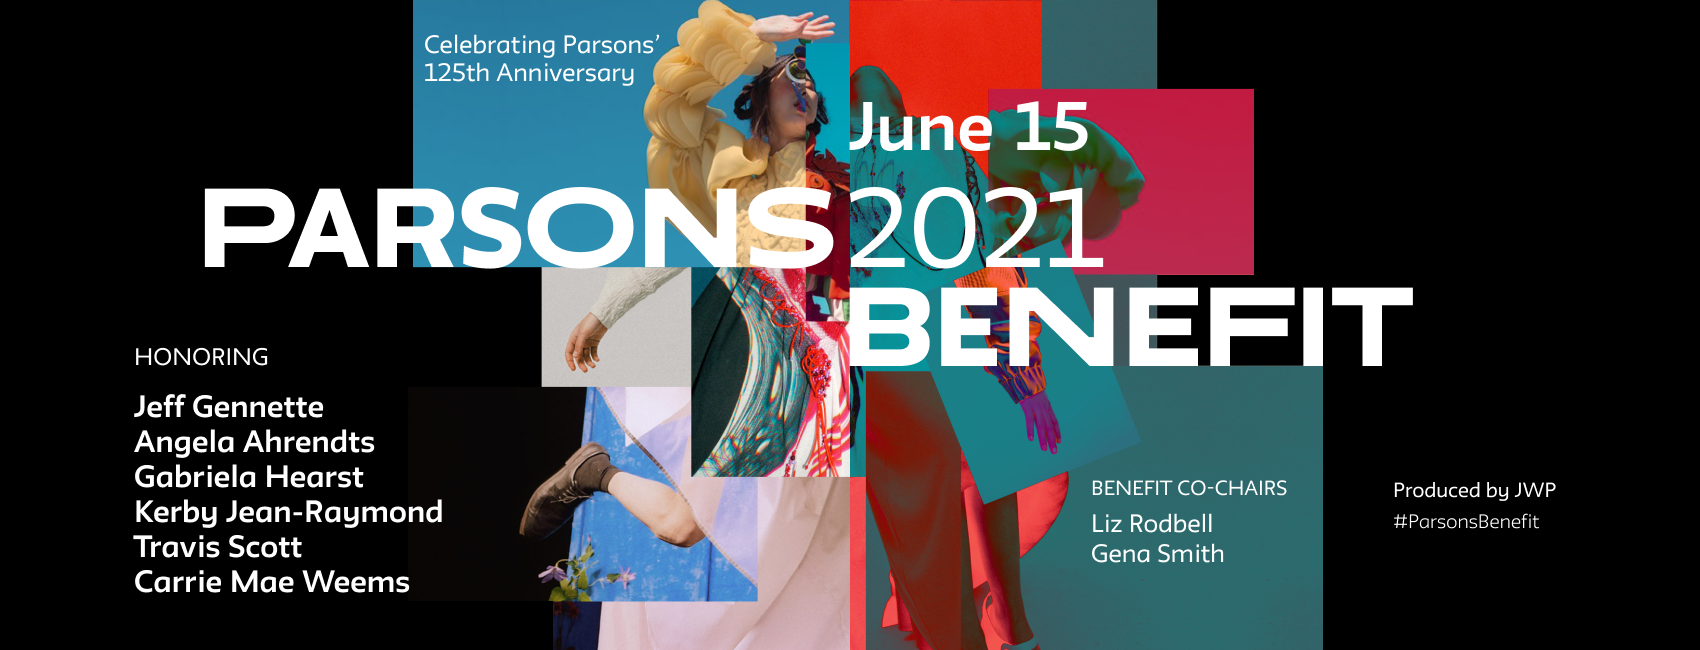 Celebrating Parsons’
125th Anniversary
June 15
PARSONS 2021
BENEFIT
HONORING
Jeff Gennette
Angela Ahrendts
Gabriela Hearst
Kerby Jean-Raymond
Travis Scott
Carrie Mae Weems
BENEFIT CO-CHAIRS
Liz Rodbell
Gena Smith
Produced by JWP
#ParsonsBenefit